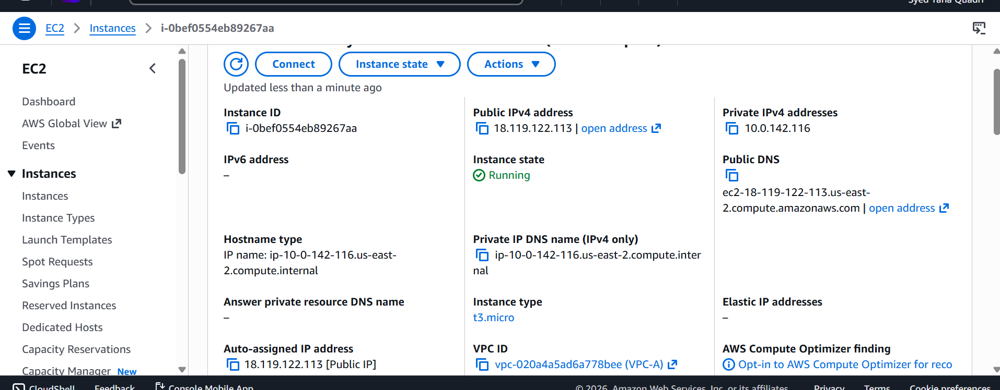 EC2 > Instances > i-0bef0554eb89267aa
EC2
Dashboard
AWS Global View
Events
Instances
Instances
Instance Types
Launch Templates
Spot Requests
Savings Plans
Reserved Instances
Dedicated Hosts
Capacity Reservations
Capacity Manager New
Connect
Instance state
Actions
Updated less than a minute ago
Instance ID
i-0bef0554eb89267aa
Public IPv4 address
18.119.122.113 | open address
Private IPv4 addresses
10.0.142.116
IPv6 address
–
Instance state
Running
Public DNS
ec2-18-119-122-113.us-east-
2.compute.amazonaws.com | open address
Hostname type
IP name: ip-10-0-142-116.us-east-
2.compute.internal
Private IP DNS name (IPv4 only)
ip-10-0-142-116.us-east-2.compute.inter
nal
Answer private resource DNS name
–
Instance type
t3.micro
Elastic IP addresses
–
Auto-assigned IP address
18.119.122.113 [Public IP]
VPC ID
vpc-020a4a5ad6a778bee (VPC-A)
AWS Compute Optimizer finding
Opt-in to AWS Compute Optimizer for reco
CloudShell Feedback Console Mobile App
© 2026, Amazon Web Services, Inc. or its affiliates. Privacy Terms Cookie preferences